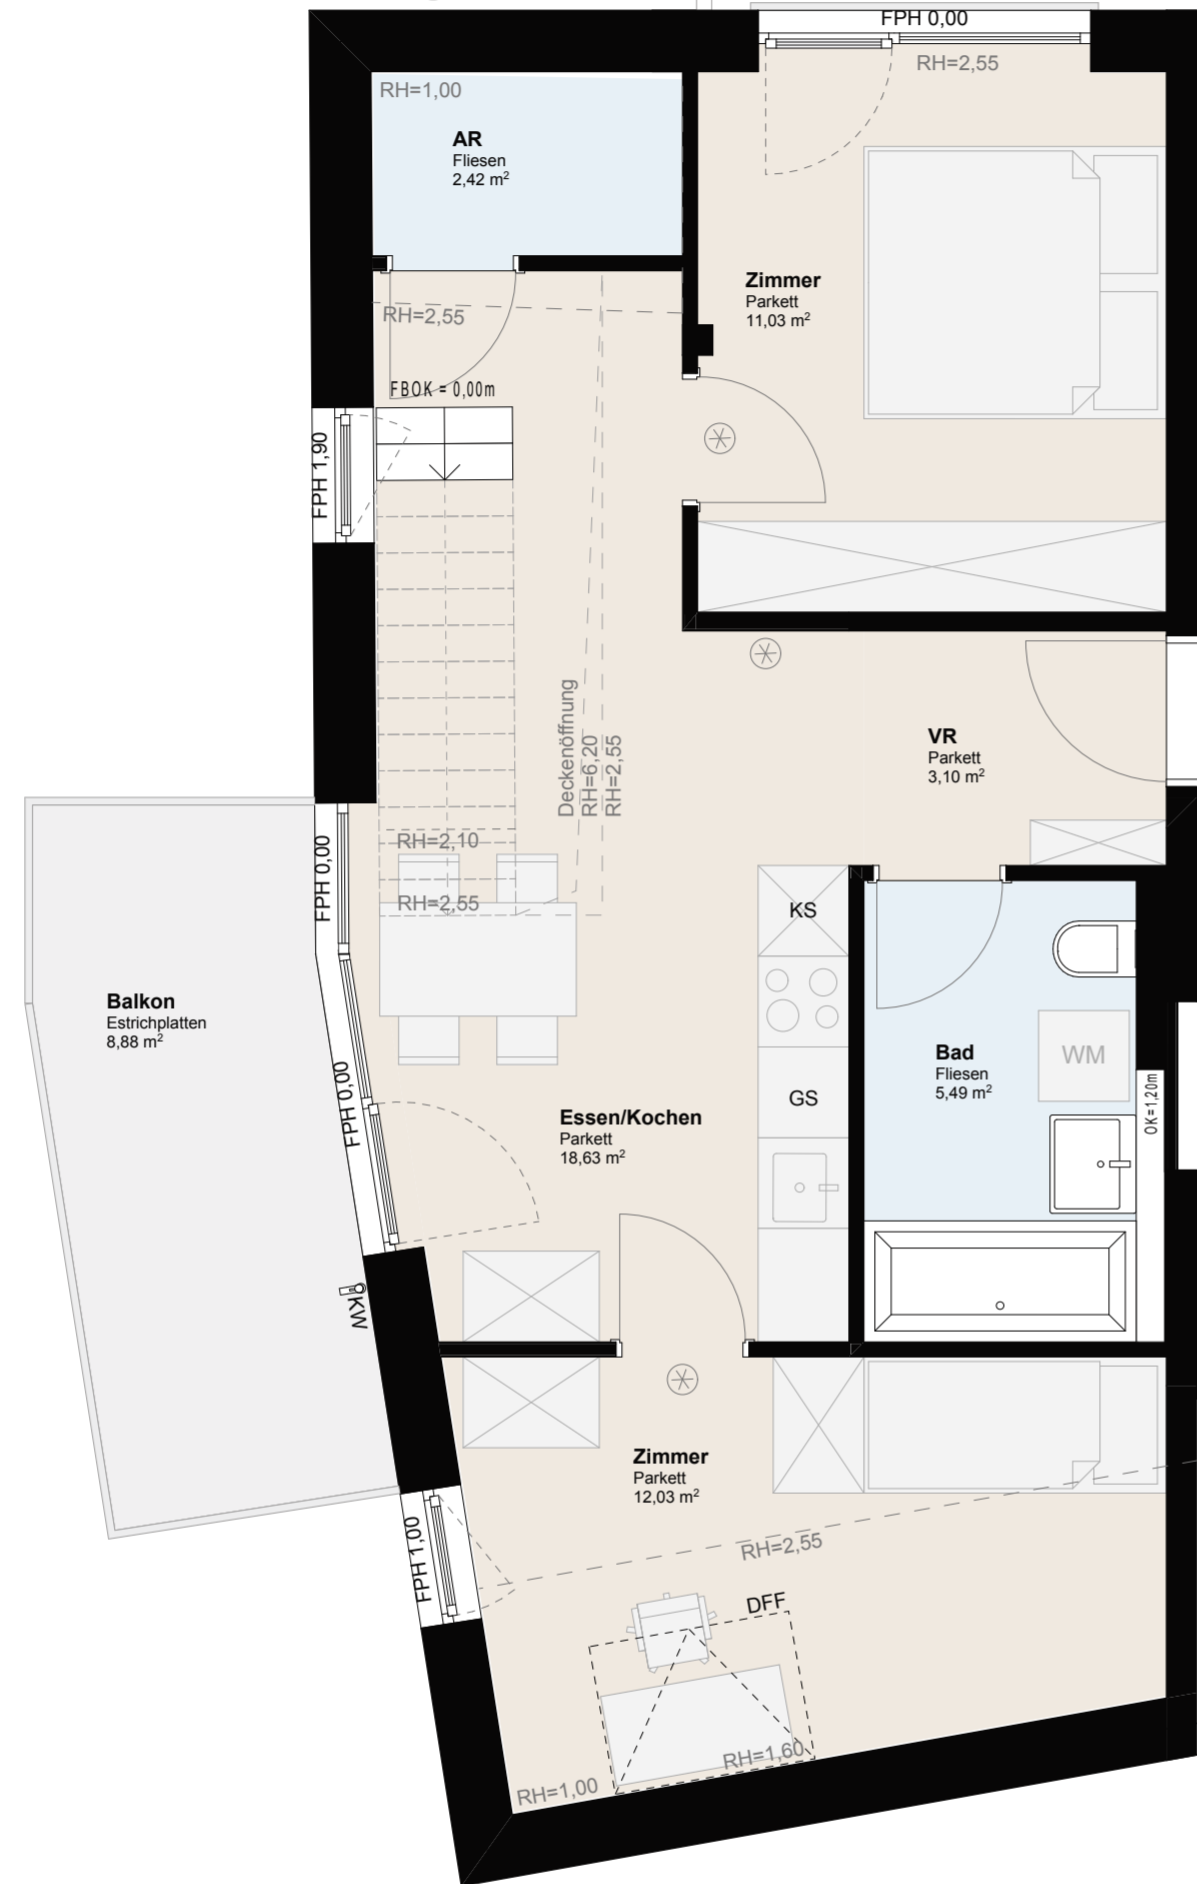 FPH 0,00
RH=2,55
RH=1,00
AR
Fliesen
2,42 m²
Zimmer
Parkett
11,03 m²
RH=2,55
FBOK = 0,00m
FPH 1,90
Deckenöffnung
RH=6,20
RH=2,55
VR
Parkett
3,10 m²
RH=2,10
RH=2,55
FPH 0,00
KS
Balkon
Estrichplatten
8,88 m²
FPH 0,00
Bad
Fliesen
5,49 m²
WM
GS
OK=1,20m
Essen/Kochen
Parkett
18,63 m²
KW
Zimmer
Parkett
12,03 m²
FPH 1,00
RH=2,55
DFF
RH=1,60
RH=1,00